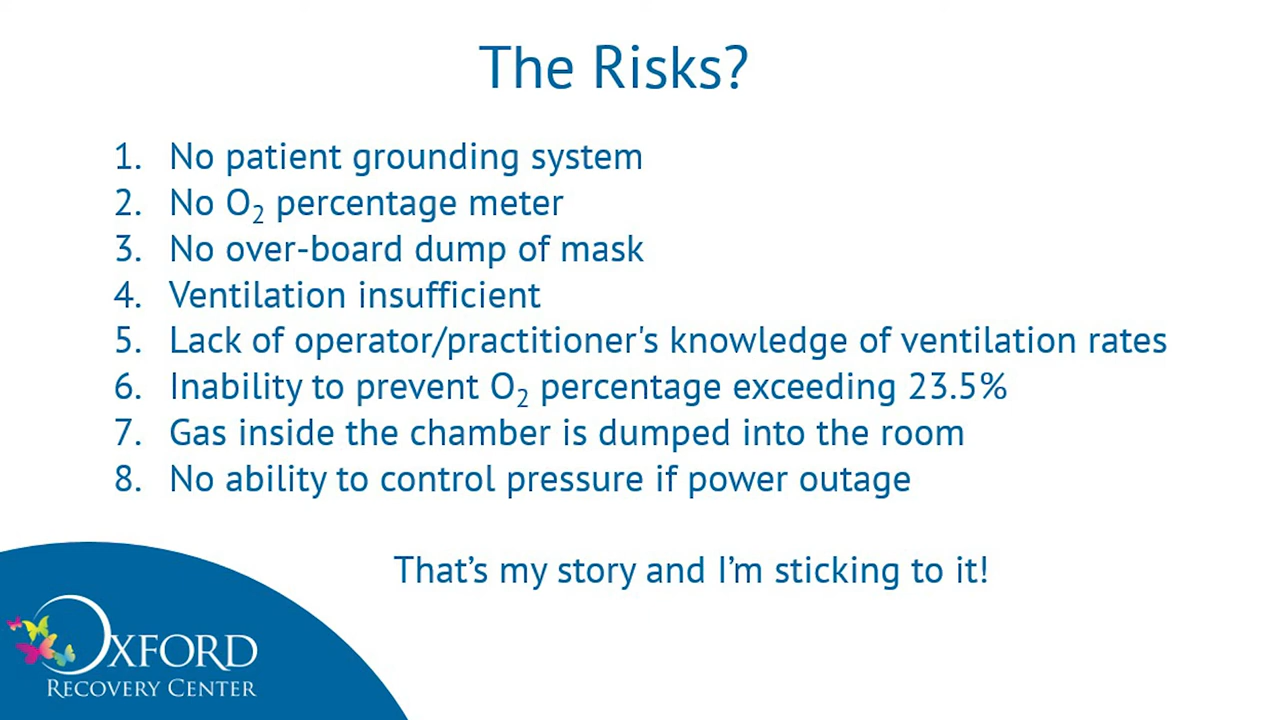 The Risks?
1. No patient grounding system
2. No O₂ percentage meter
3. No over-board dump of mask
4. Ventilation insufficient
5. Lack of operator/practitioner's knowledge of ventilation rates
6. Inability to prevent O₂ percentage exceeding 23.5%
7. Gas inside the chamber is dumped into the room
8. No ability to control pressure if power outage
That’s my story and I’m sticking to it!
OXFORD
RECOVERY CENTER